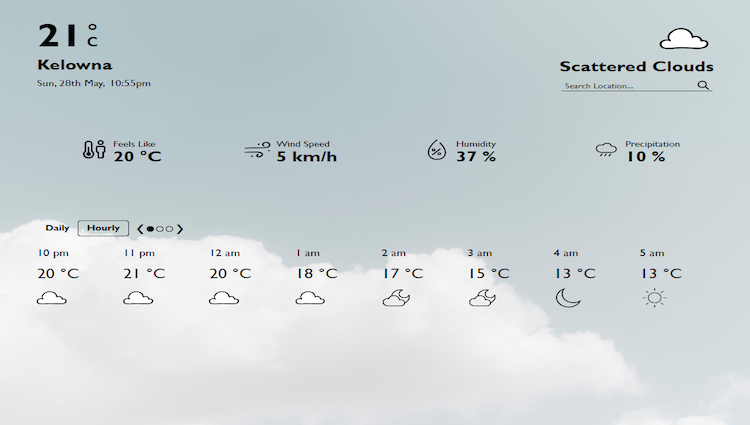 21 °C
Kelowna
Sun, 28th May, 10:55pm
Scattered Clouds
Search Location...
Feels Like
20 °C
Wind Speed
5 km/h
Humidity
37 %
Precipitation
10 %
Daily Hourly
10 pm 11 pm 12 am 1 am 2 am 3 am 4 am 5 am
20 °C 21 °C 20 °C 18 °C 17 °C 15 °C 13 °C 13 °C